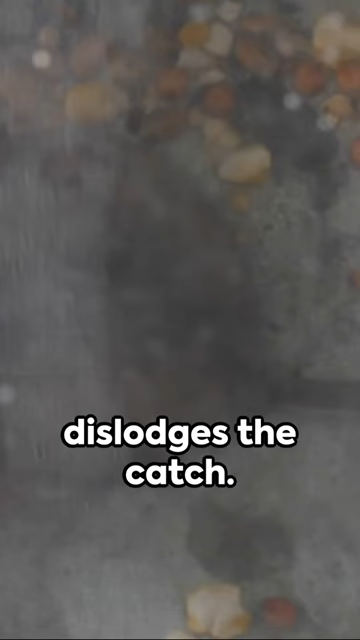 dislodges the
catch.